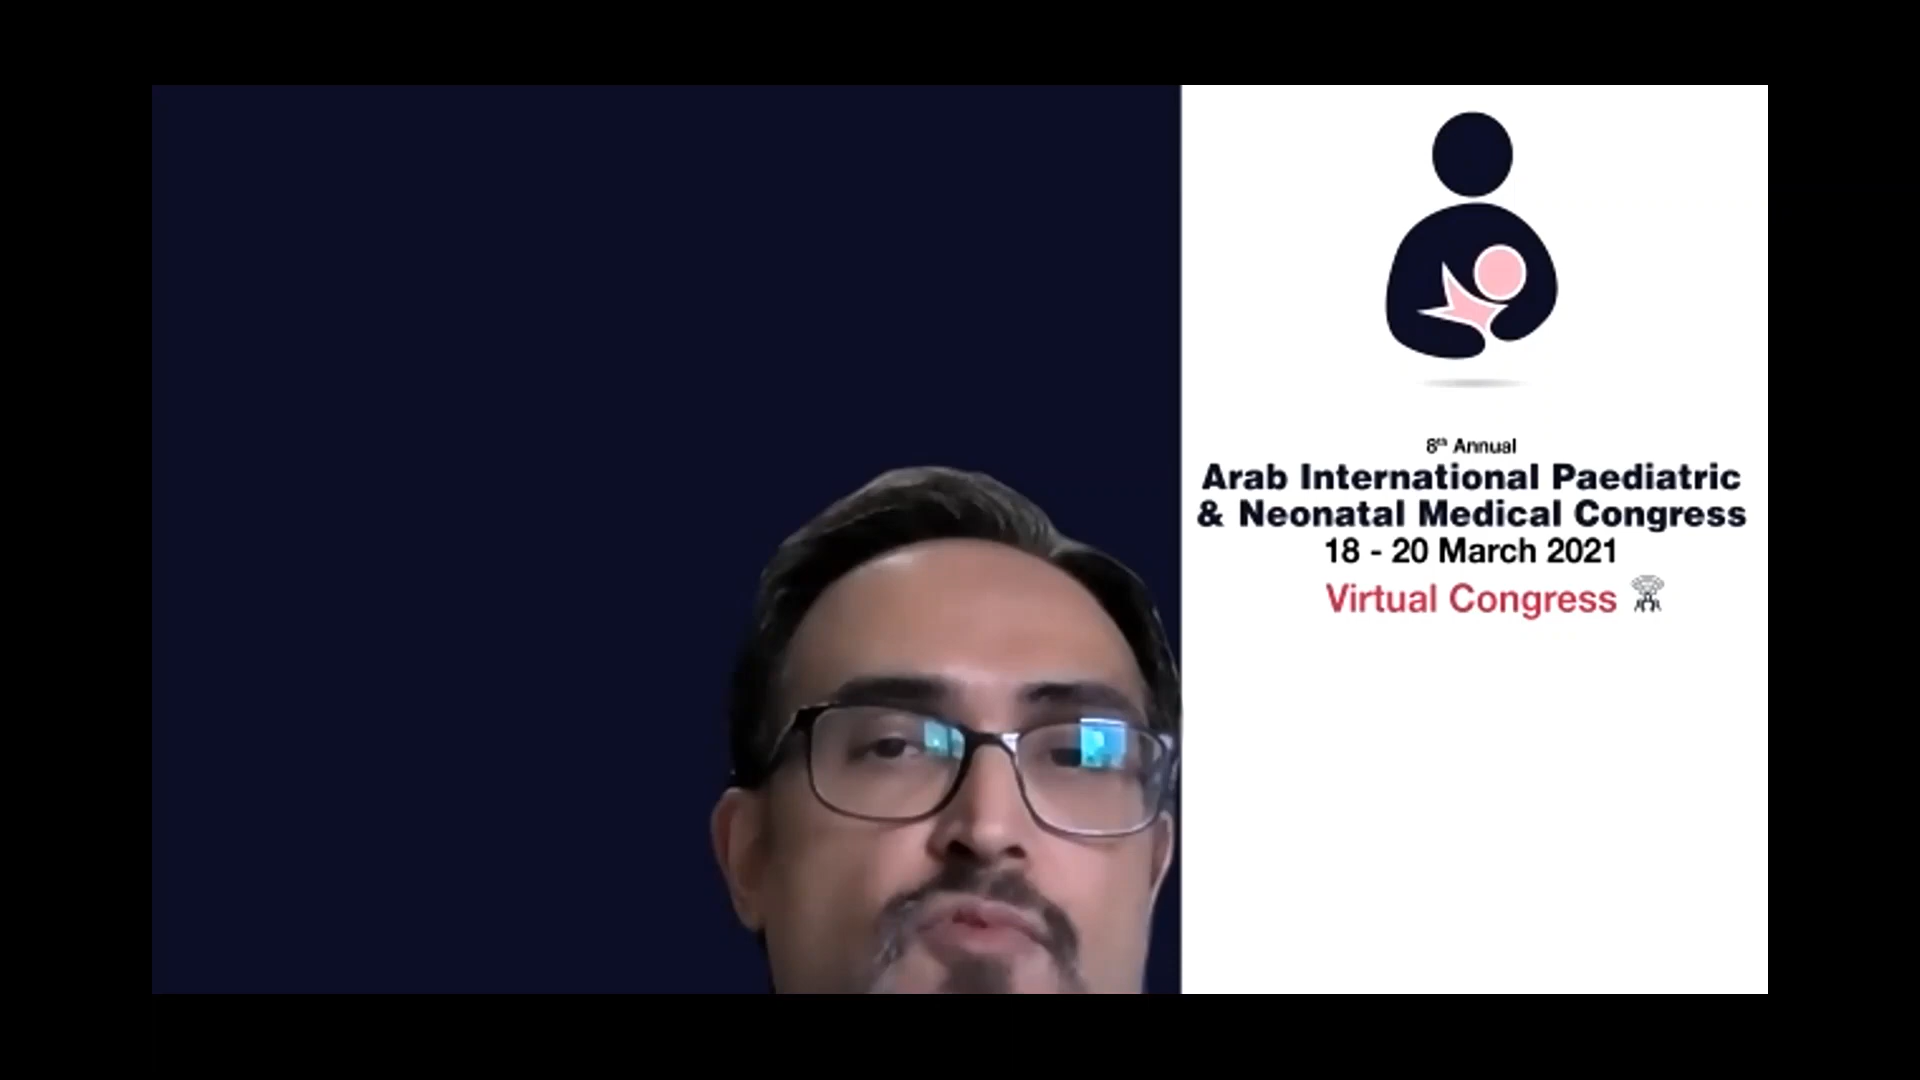 8th Annual
Arab International Paediatric
& Neonatal Medical Congress
18 - 20 March 2021
Virtual Congress